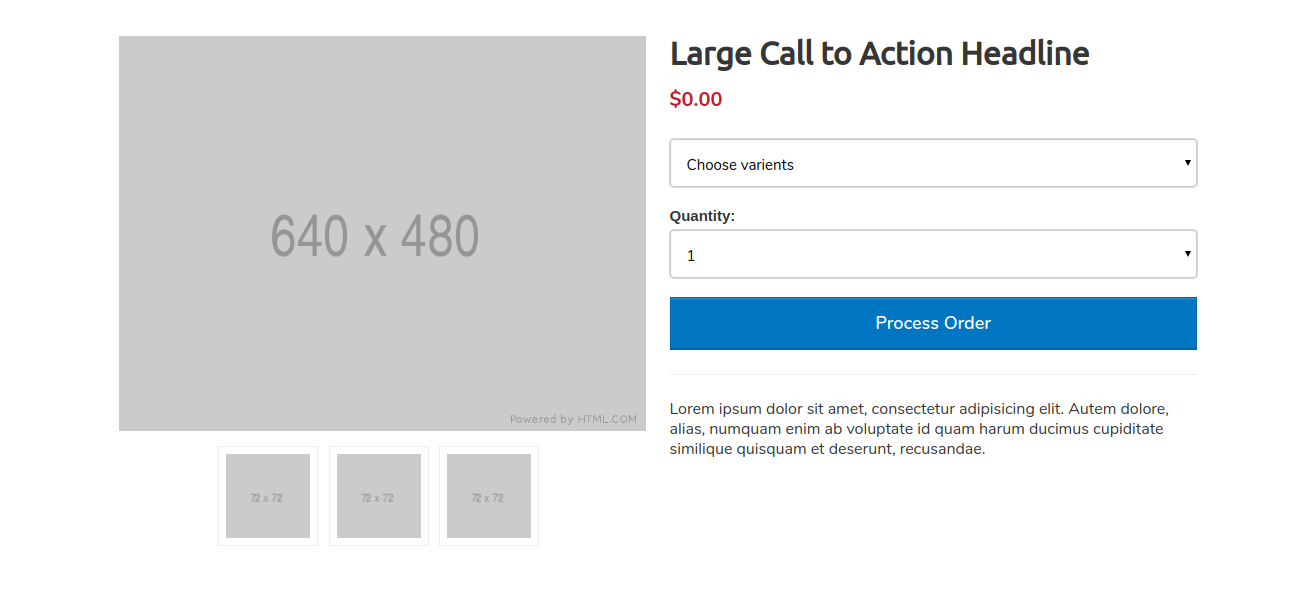 640 x 480
Powered by HTML.COM
72 x 72
72 x 72
72 x 72
Large Call to Action Headline
$0.00
Choose varients
Quantity:
1
Process Order
Lorem ipsum dolor sit amet, consectetur adipisicing elit. Autem dolore,
alias, numquam enim ab voluptate id quam harum ducimus cupiditate
similique quisquam et deserunt, recusandae.